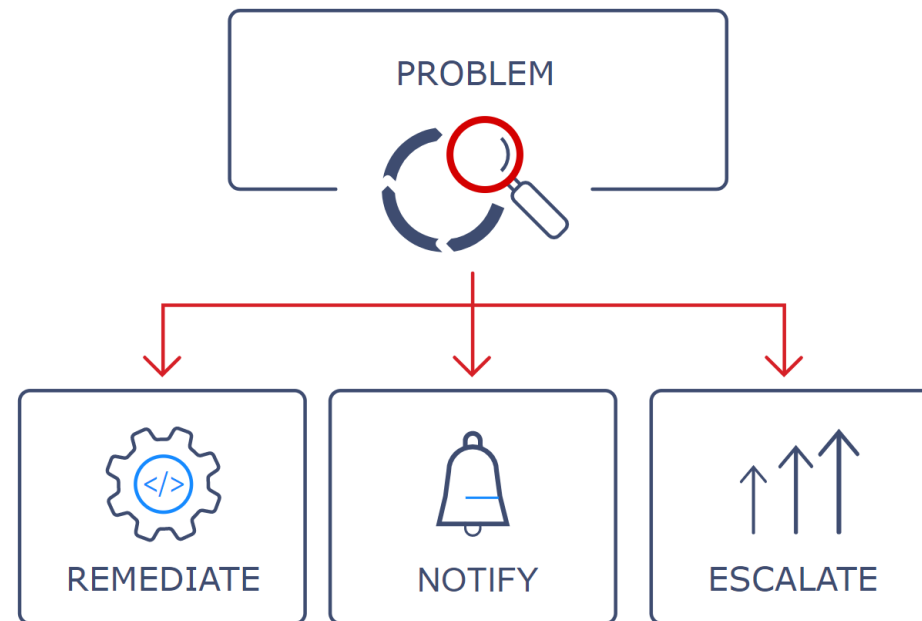 PROBLEM
</>
REMEDIATE
NOTIFY
ESCALATE